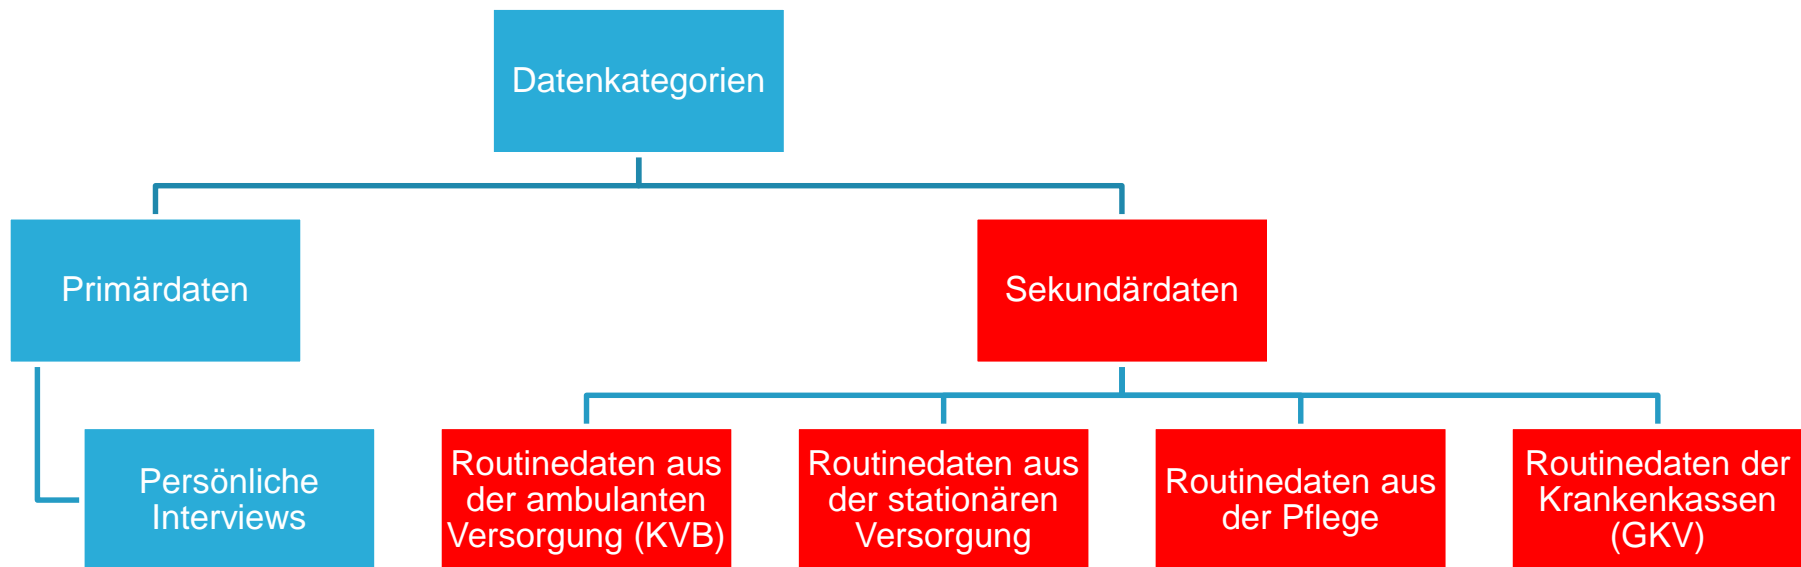 Datenkategorien
Primärdaten
Sekundärdaten
Persönliche
Interviews
Routinedaten aus
der ambulanten
Versorgung (KVB)
Routinedaten aus
der stationären
Versorgung
Routinedaten aus
der Pflege
Routinedaten der
Krankenkassen
(GKV)